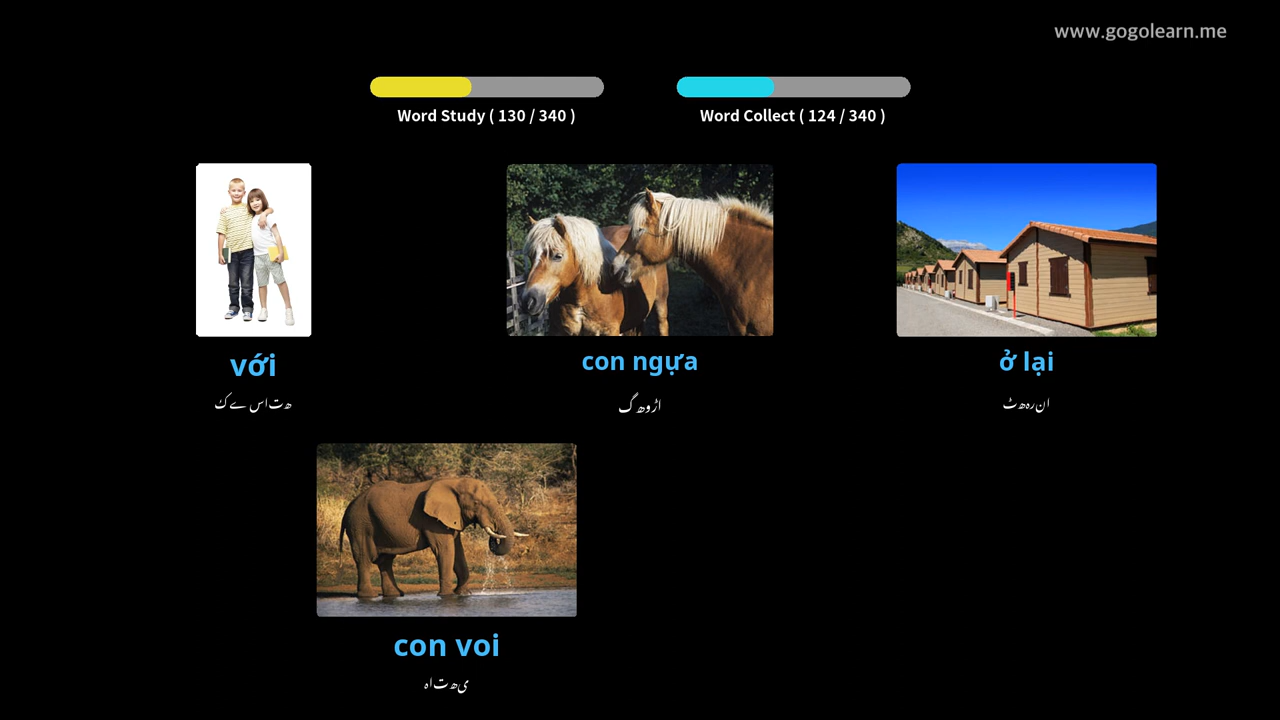 www.gogolearn.me
Word Study ( 130 / 340 )
Word Collect ( 124 / 340 )
với
ھتاس ےک
con ngựa
اڑوھگ
ở lại
انرہھٹ
con voi
یھتاہ